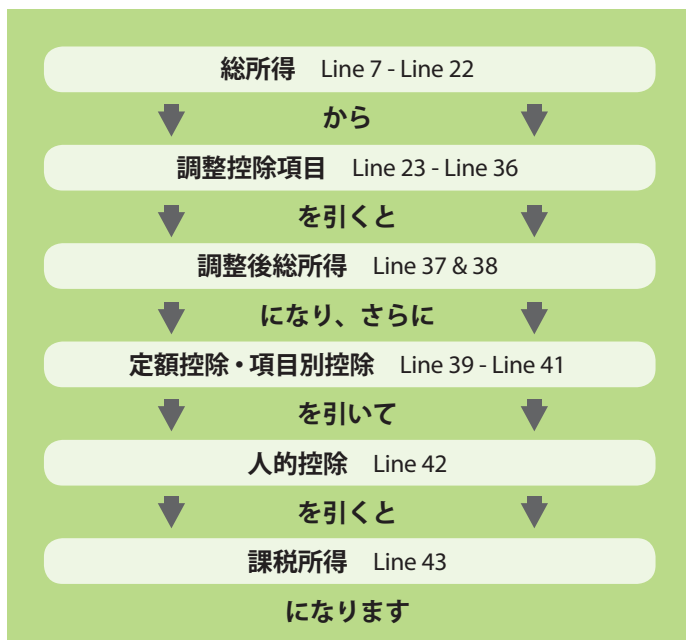 総所得 Line 7 - Line 22
から
調整控除項目 Line 23 - Line 36
を引くと
調整後総所得 Line 37 & 38
になり、さらに
定額控除・項目別控除 Line 39 - Line 41
を引いて
人的控除 Line 42
を引くと
課税所得 Line 43
になります